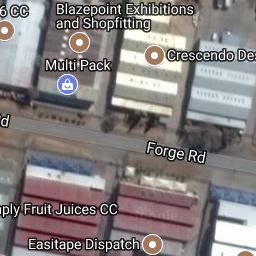 6 CC
Blazepoint Exhibitions
and Shopfitting
Crescendo Des
Multi Pack
Forge Rd
ply Fruit Juices CC
Easitape Dispatch